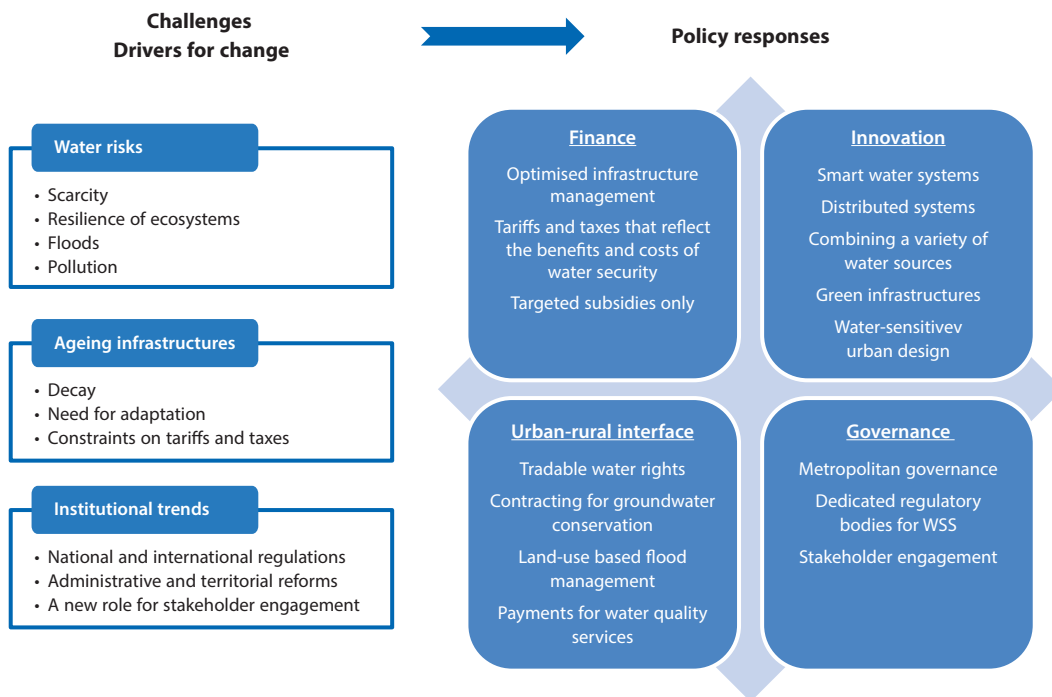 Challenges
Drivers for change
Policy responses
Water risks
• Scarcity
• Resilience of ecosystems
• Floods
• Pollution
Ageing infrastructures
• Decay
• Need for adaptation
• Constraints on tariffs and taxes
Institutional trends
• National and international regulations
• Administrative and territorial reforms
• A new role for stakeholder engagement
Finance
Optimised infrastructure
management
Tariffs and taxes that reflect
the benefits and costs of
water security
Targeted subsidies only
Innovation
Smart water systems
Distributed systems
Combining a variety of
water sources
Green infrastructures
Water-sensitivev
urban design
Urban-rural interface
Tradable water rights
Contracting for groundwater
conservation
Land-use based flood
management
Payments for water quality
services
Governance
Metropolitan governance
Dedicated regulatory
bodies for WSS
Stakeholder engagement